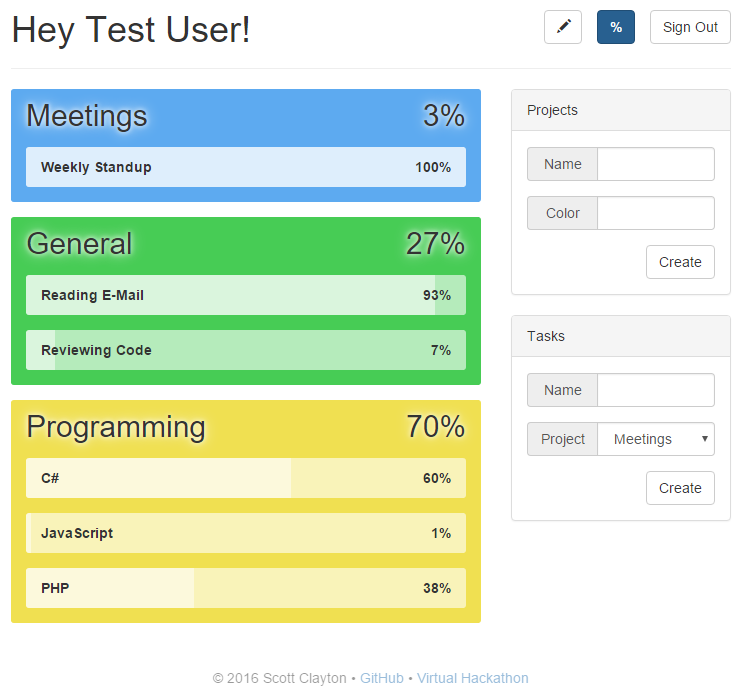 Hey Test User!
%
Sign Out
Meetings 3%
Weekly Standup 100%
General 27%
Reading E-Mail 93%
Reviewing Code 7%
Programming 70%
C# 60%
JavaScript 1%
PHP 38%
Projects
Name
Color
Create
Tasks
Name
Project Meetings
Create
© 2016 Scott Clayton • GitHub • Virtual Hackathon